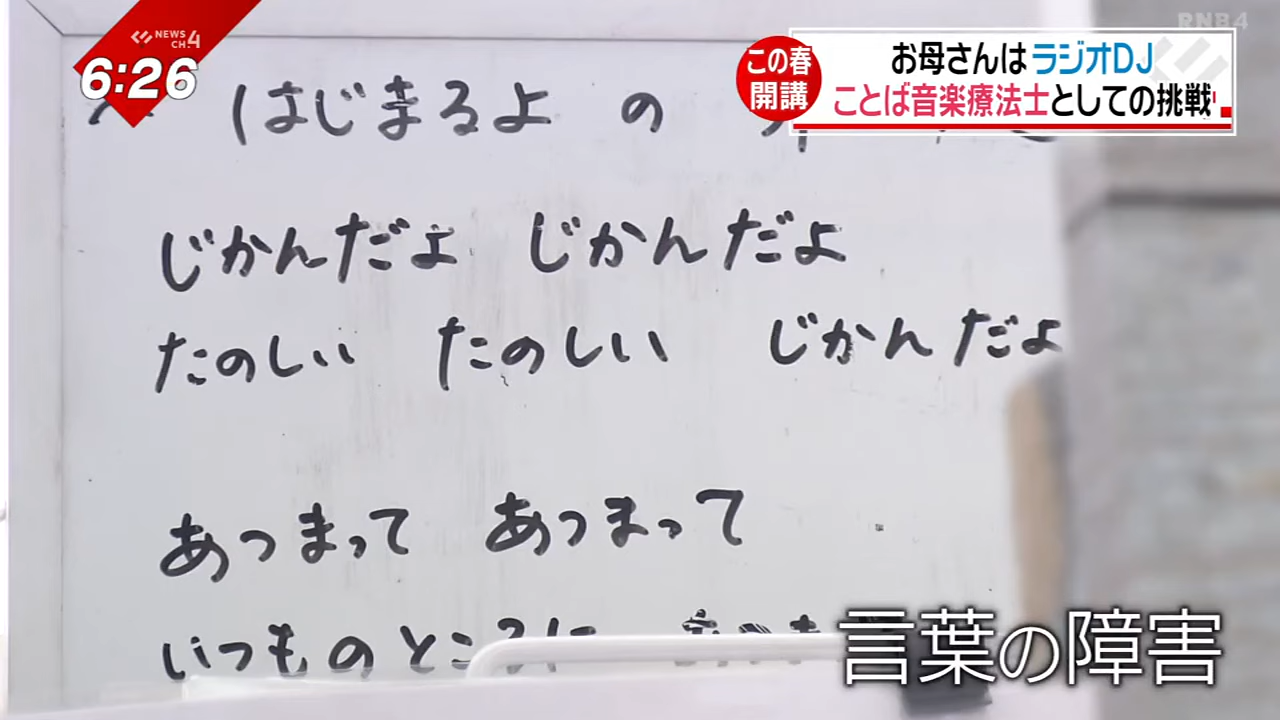 NEWS CH.4
6:26
RNB4
この春開講
お母さんはラジオDJ
ことば音楽療法士としての挑戦
はじまるよ の
じかんだよ じかんだよ
たのしい たのしい じかんだよ
あつまって あつまって
いつものところに
言葉の障害